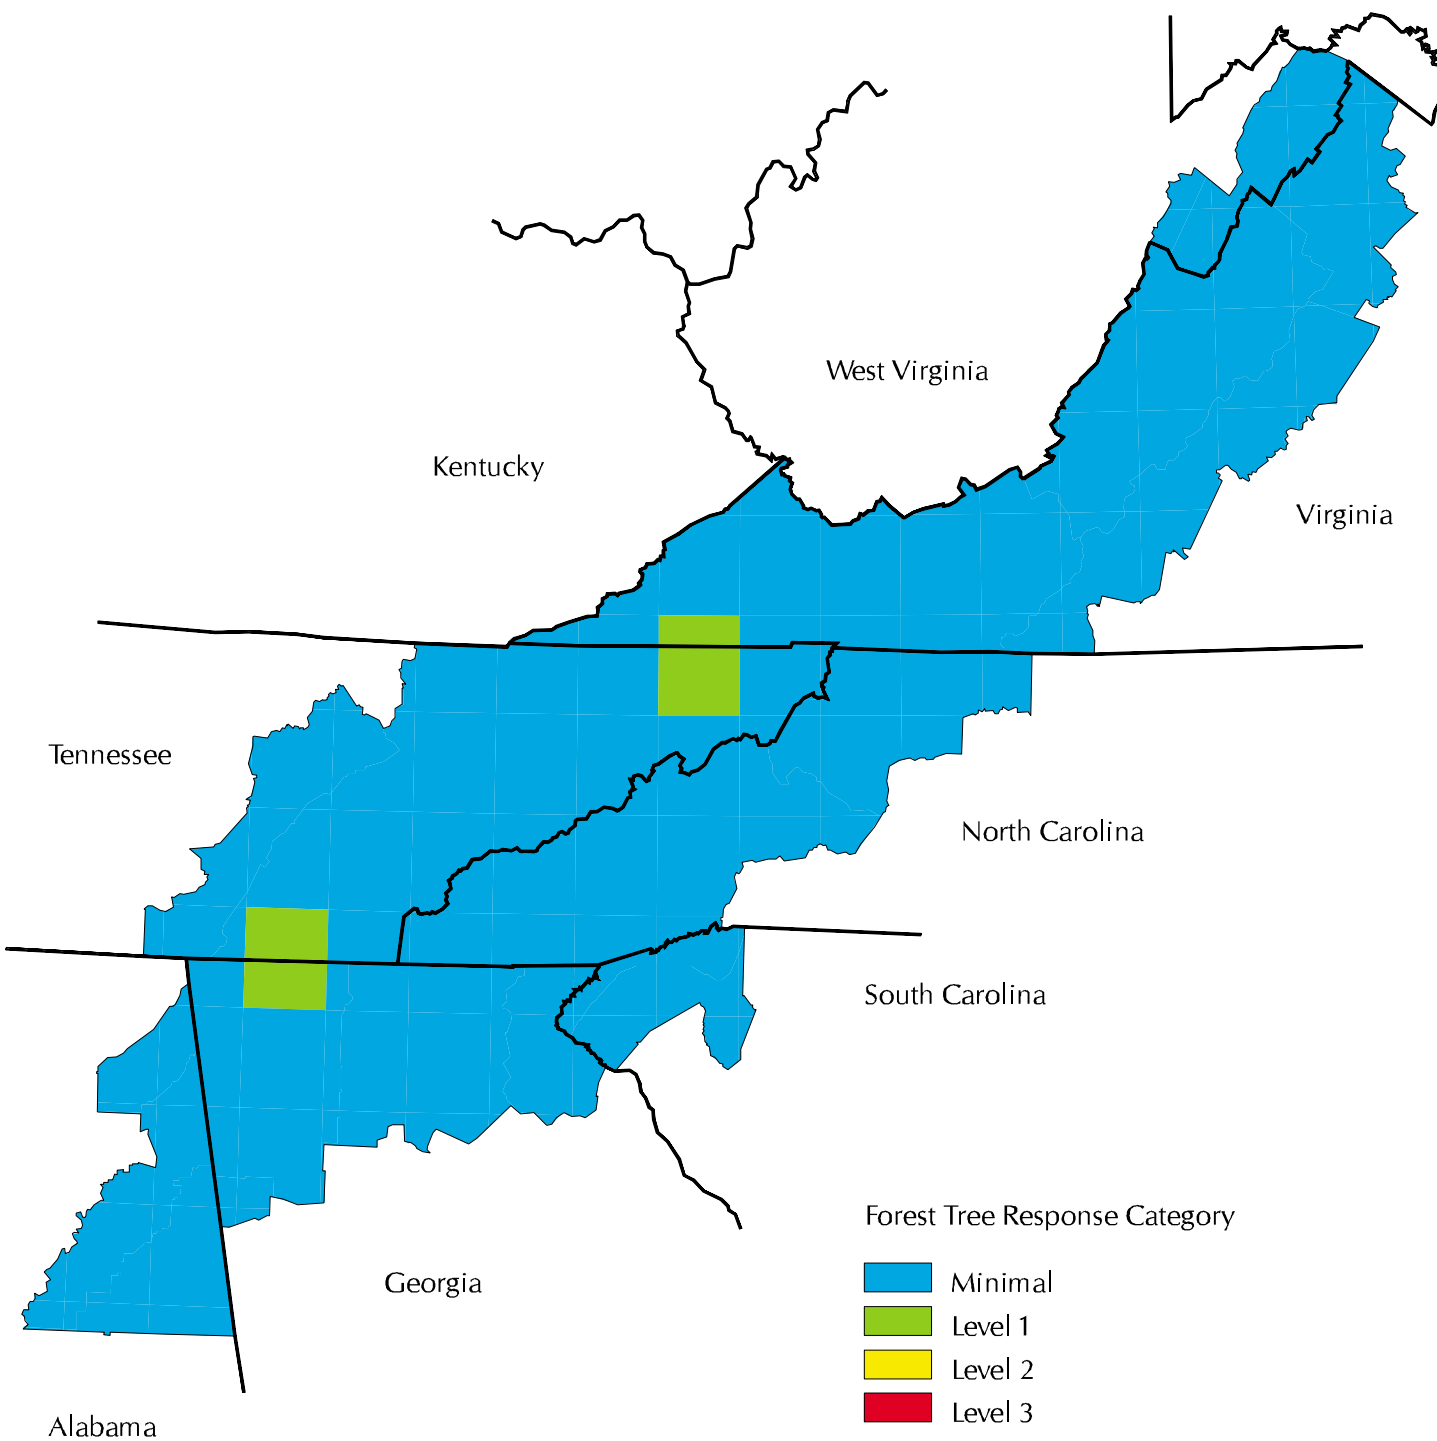 West Virginia
Kentucky
Virginia
Tennessee
North Carolina
South Carolina
Georgia
Alabama
Forest Tree Response Category
Minimal
Level 1
Level 2
Level 3